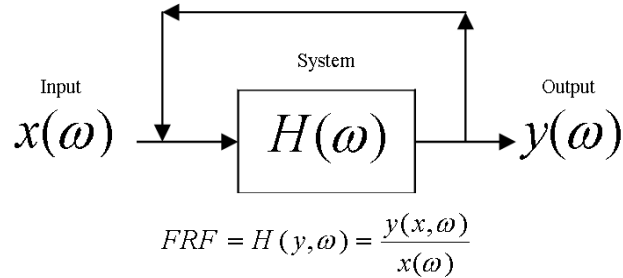 System
Input
Output
x(ω)
H(ω)
y(ω)
FRF = H(y,ω) = y(x,ω) / x(ω)